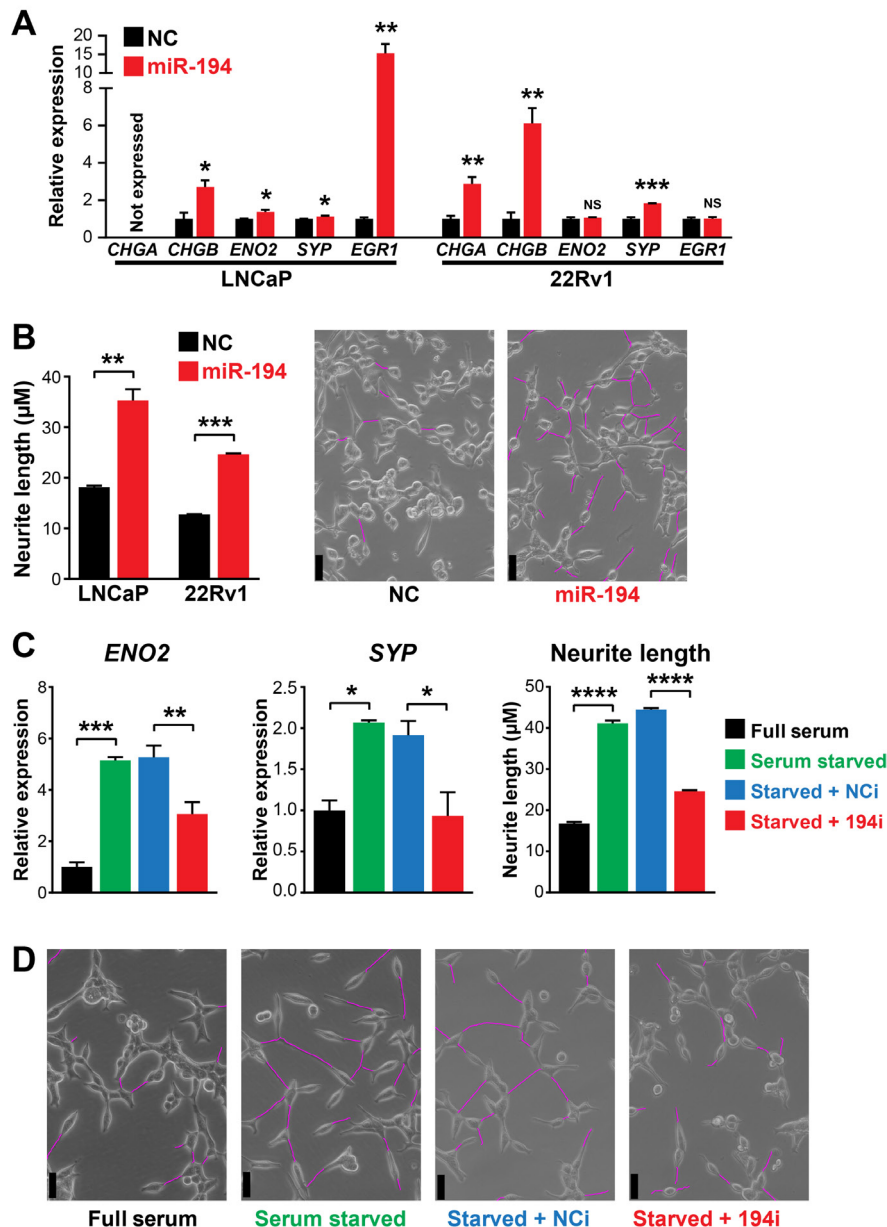 A
NC
miR-194
Relative expression
20
15
10
8
6
4
2
0
Not expressed
*
*
*
**
**
**
NS
***
NS
CHGA CHGB ENO2 SYP EGR1 CHGA CHGB ENO2 SYP EGR1
LNCaP 22Rv1
B
NC
miR-194
Neurite length (µM)
40
30
20
10
0
**
***
LNCaP 22Rv1
NC miR-194
C
ENO2
Relative expression
8
6
4
2
0
***
**
SYP
Relative expression
2.5
2.0
1.5
1.0
0.5
0.0
*
*
Neurite length
Neurite length (µM)
50
40
30
20
10
0
****
****
Full serum
Serum starved
Starved + NCi
Starved + 194i
D
Full serum Serum starved Starved + NCi Starved + 194i